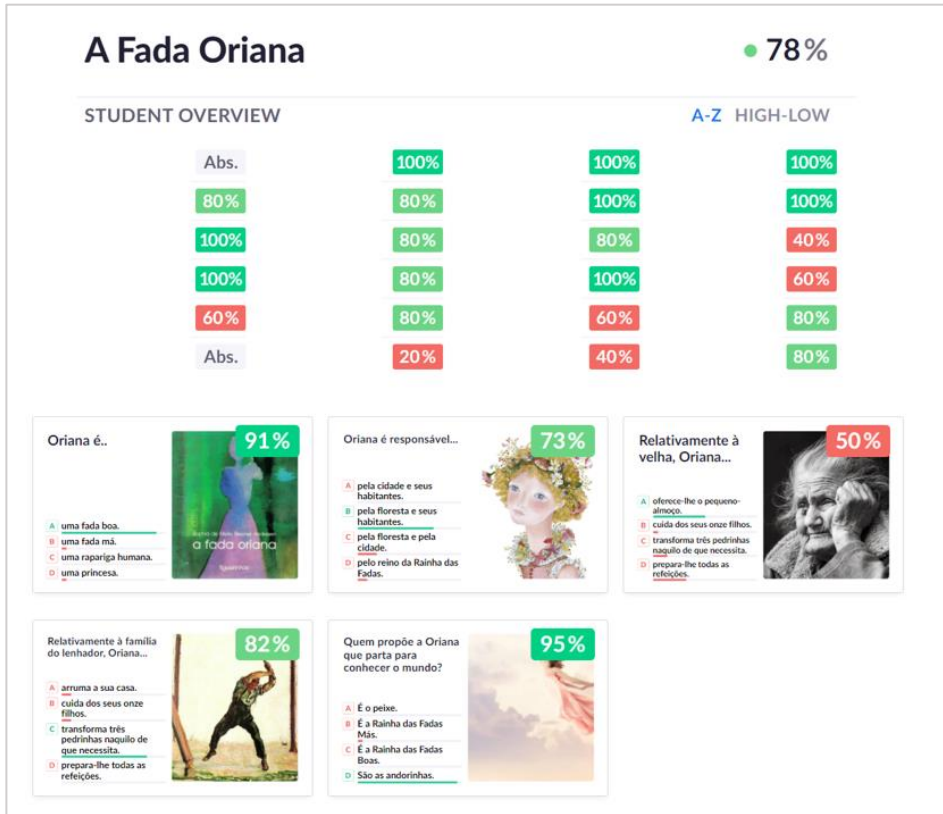 A Fada Oriana
78%
STUDENT OVERVIEW
A-Z HIGH-LOW
Abs. 100% 100% 100%
80% 80% 100% 100%
100% 80% 80% 40%
100% 80% 100% 60%
60% 80% 60% 80%
Abs. 20% 40% 80%
Oriana é..
91%
A uma fada boa.
B uma fada má.
C uma rapariga humana.
D uma princesa.
a fada oriana
Oriana é responsável...
73%
A pela cidade e seus
habitantes.
B pela floresta e seus
habitantes.
C pela floresta e pela
cidade.
D pelo reino da Rainha das
Fadas.
Relativamente à
velha, Oriana...
50%
A oferece-lhe o pequeno-
almoço.
B cuida dos seus onze filhos.
C transforma três pedrinhas
naquilo de que necessita.
D prepara-lhe todas as
refeições.
Relativamente à família
do lenhador, Oriana...
82%
A arruma a sua casa.
B cuida dos seus onze
filhos.
C transforma três
pedrinhas naquilo de
que necessita.
D prepara-lhe todas as
refeições.
Quem propõe a Oriana
que parta para
conhecer o mundo?
95%
A É o peixe.
B É a Rainha das Fadas
Más.
C É a Rainha das Fadas
Boas.
D São as andorinhas.